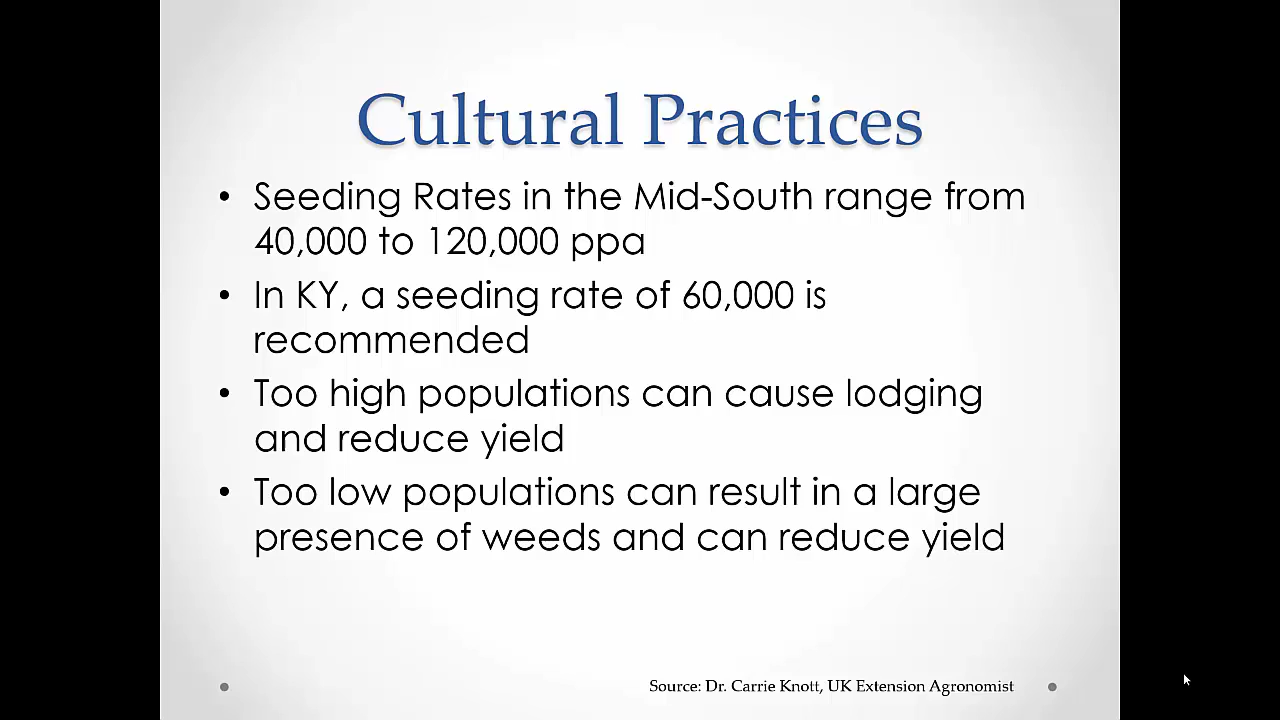 Cultural Practices
• Seeding Rates in the Mid-South range from
40,000 to 120,000 ppa
• In KY, a seeding rate of 60,000 is
recommended
• Too high populations can cause lodging
and reduce yield
• Too low populations can result in a large
presence of weeds and can reduce yield
Source: Dr. Carrie Knott, UK Extension Agronomist